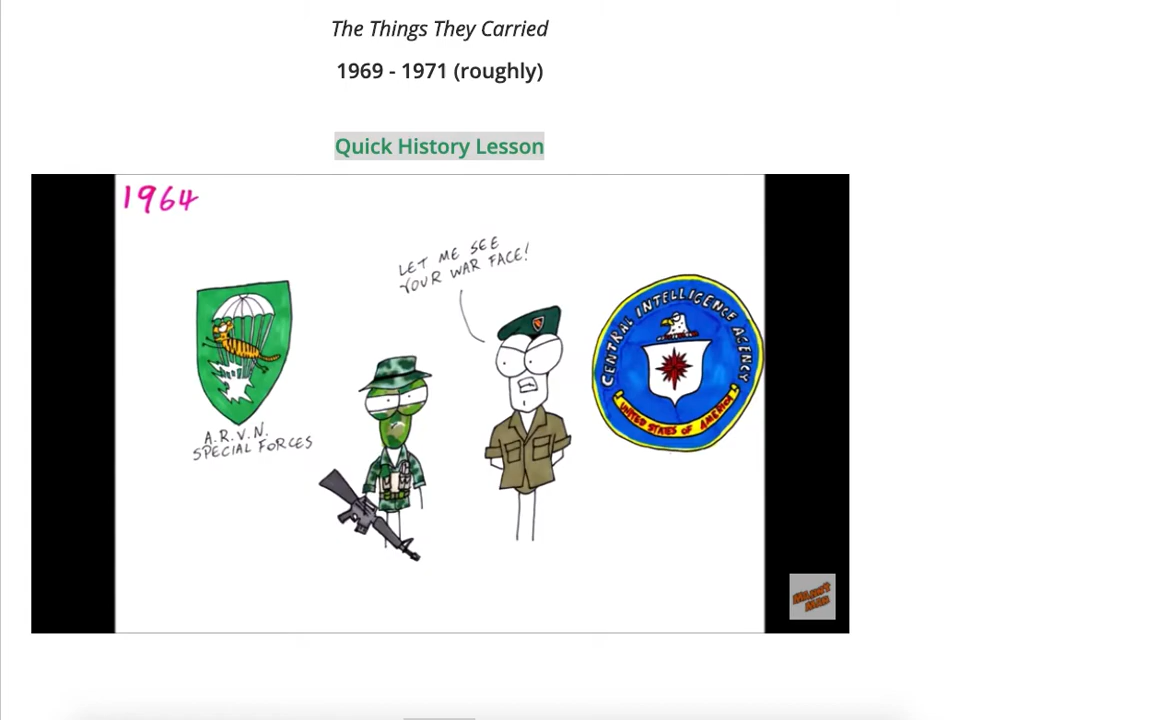 The Things They Carried
1969 - 1971 (roughly)
Quick History Lesson
1964
LET ME SEE
YOUR WAR FACE!
A.R.V.N.
SPECIAL FORCES
CENTRAL INTELLIGENCE AGENCY
UNITED STATES OF AMERICA